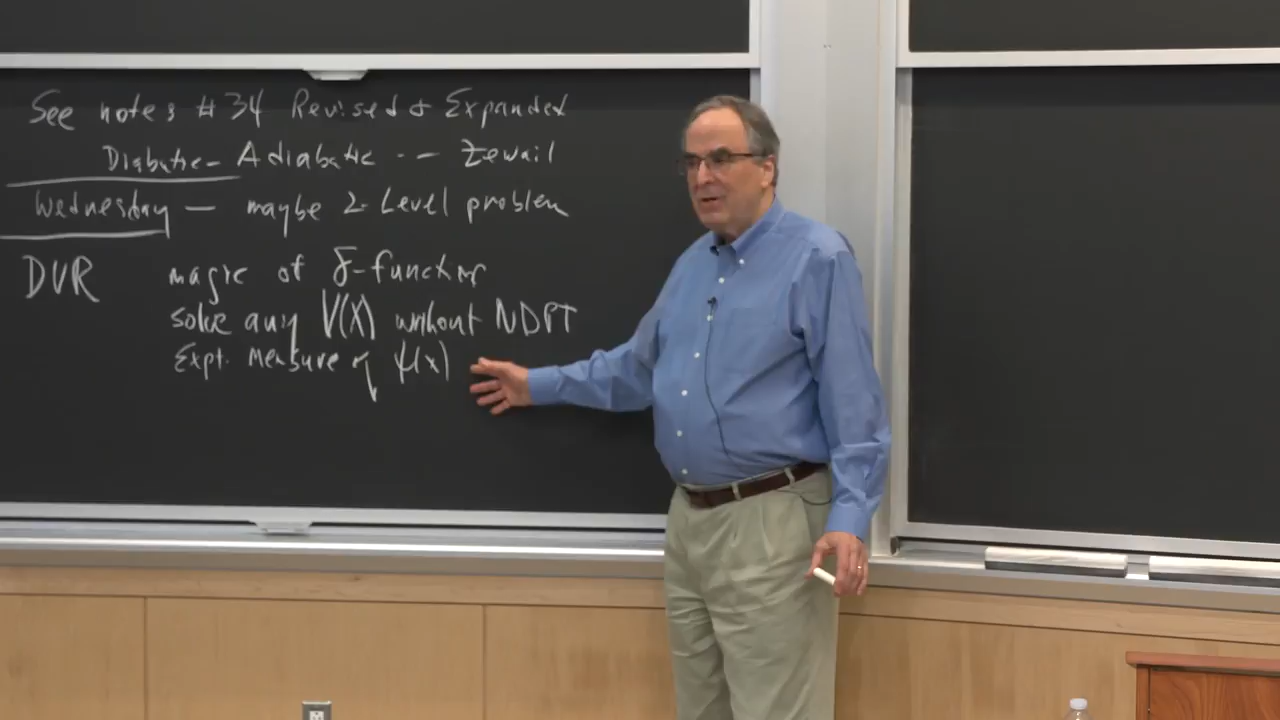 See notes #34 Revised & Expanded
Diabatic - Adiabatic -- Zewail
Wednesday — maybe 2-Level problem
DVR magic of δ-function
solve any V(X) without NDPT
Expt. Measure of ψ(x)